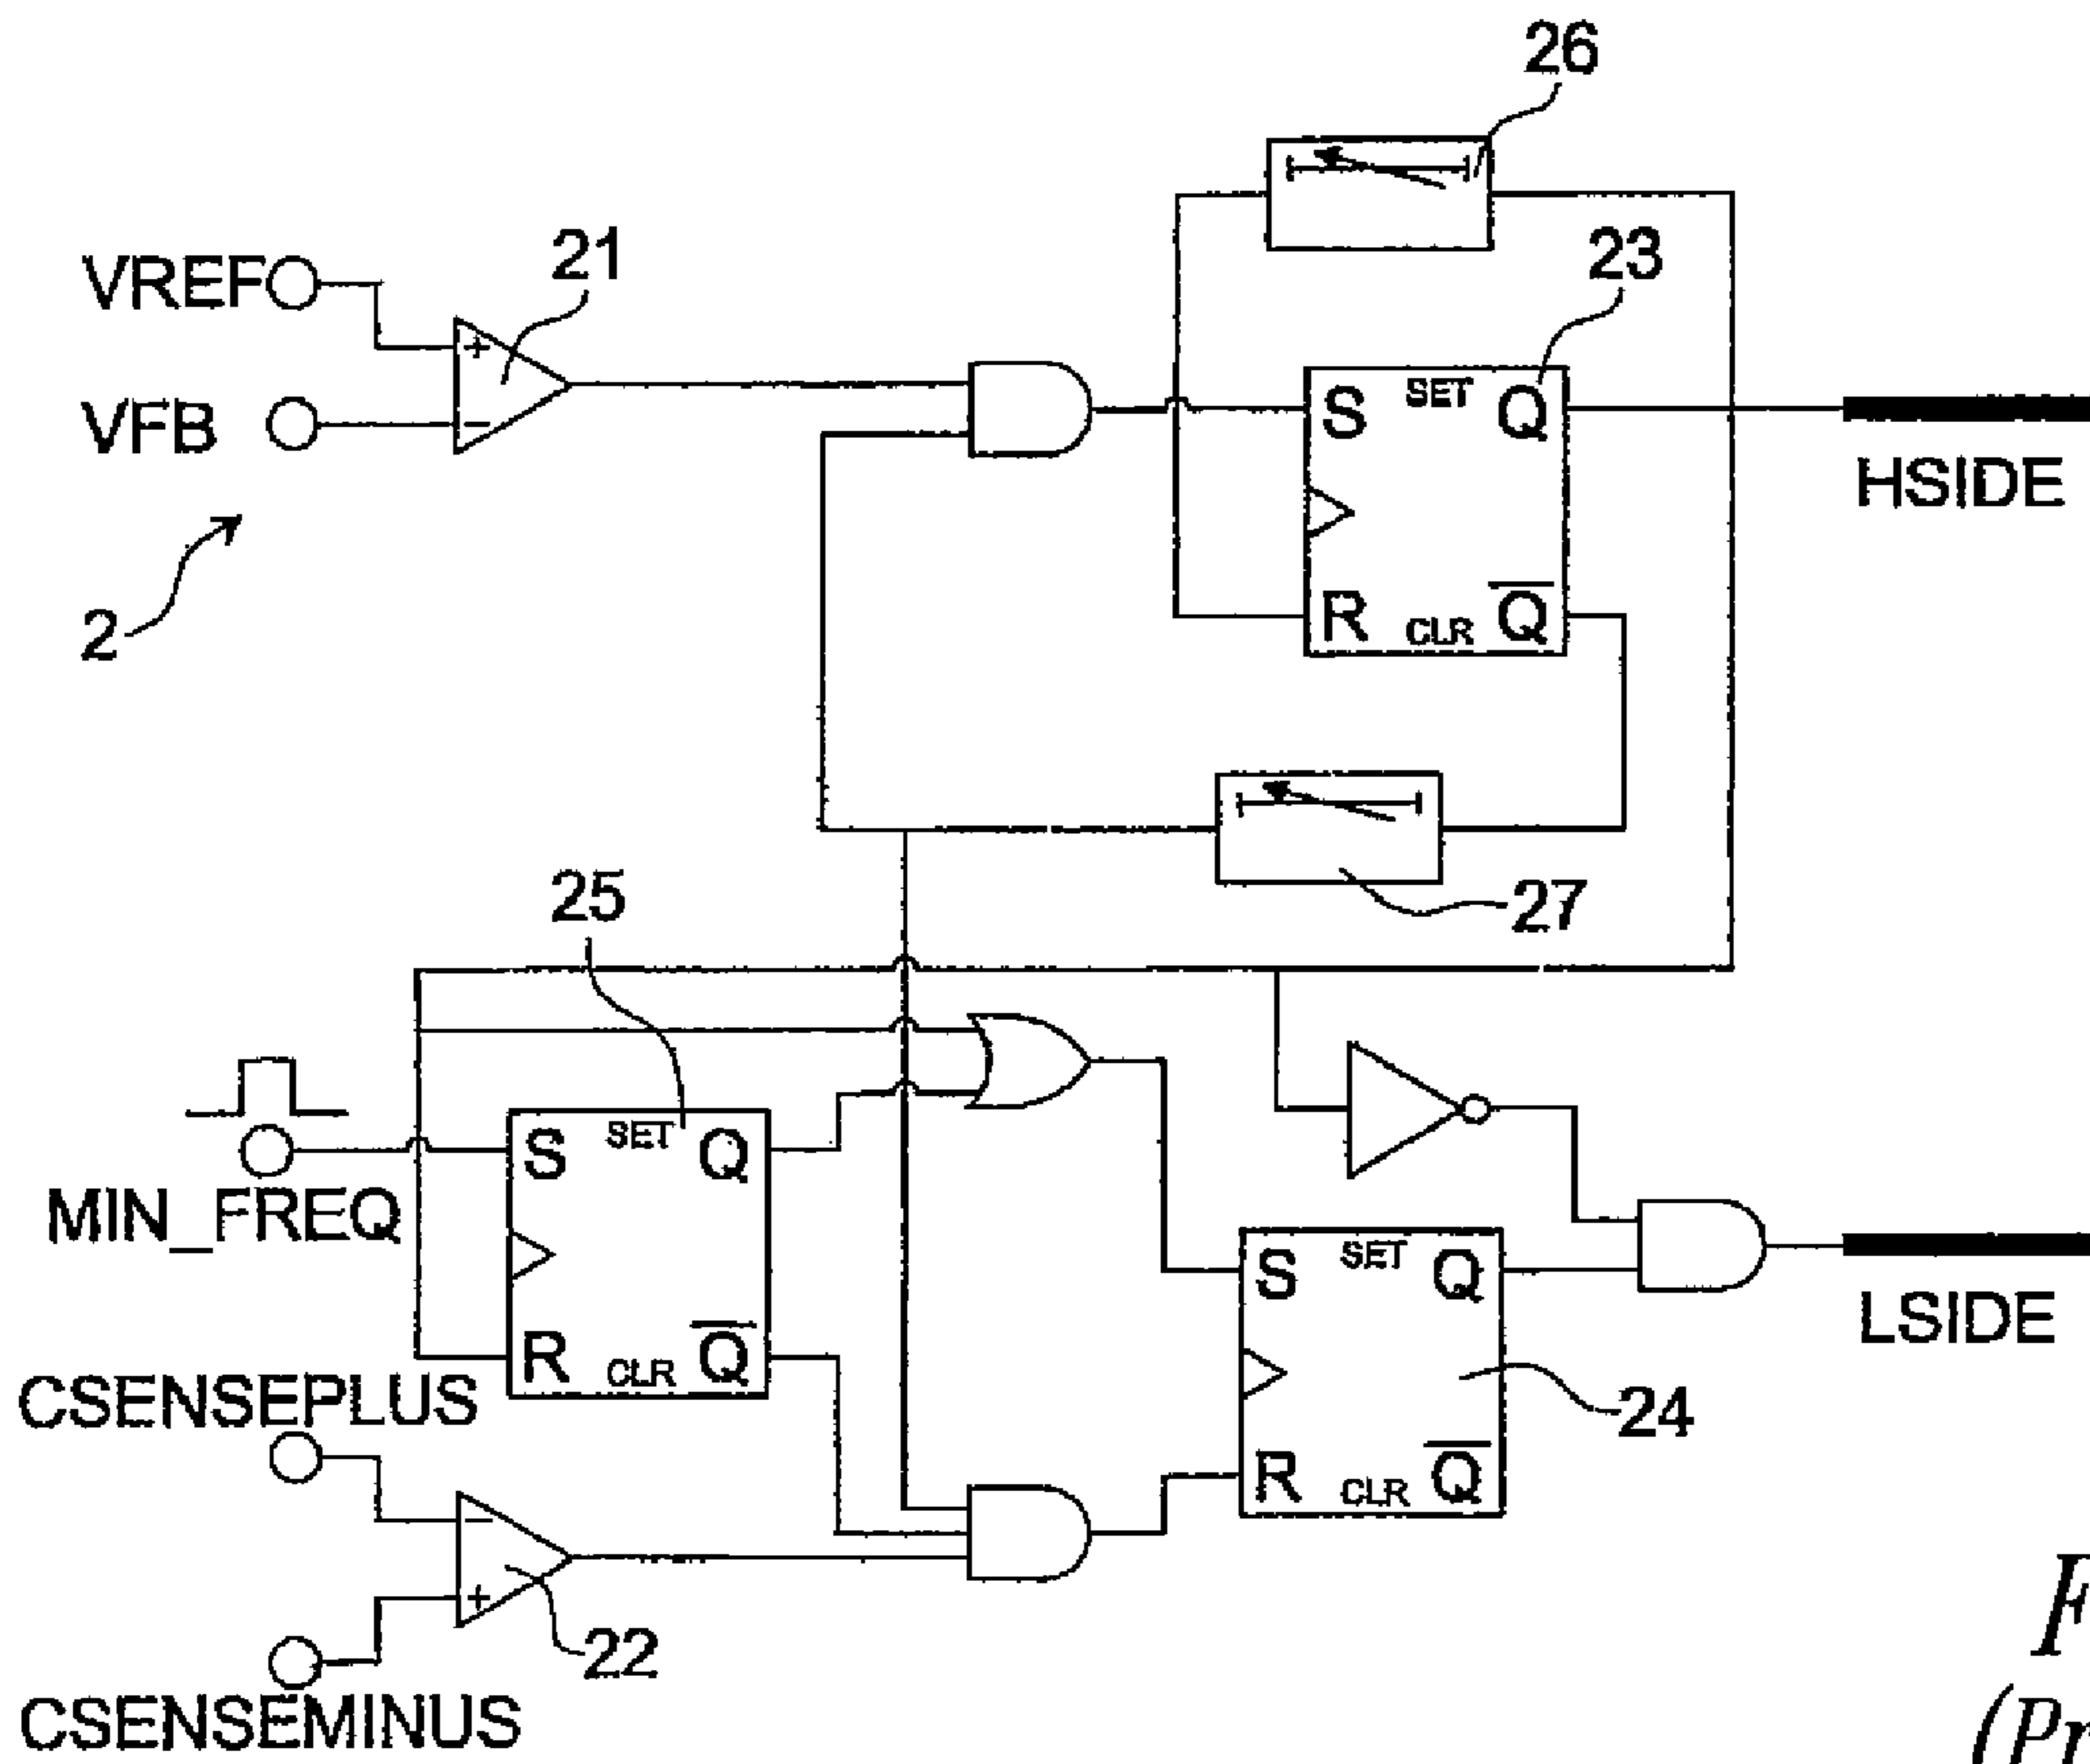 26
VREF
21
23
+
S SET Q
VFB
−
HSIDE
2
R CLR Q̅
25
27
S SET Q
MIN_FREQ
S SET Q
LSIDE
R CLR Q̅
CSENSEPLUS
24
R CLR Q̅
−
+
22
CSENSEMINUS
F
(Pr